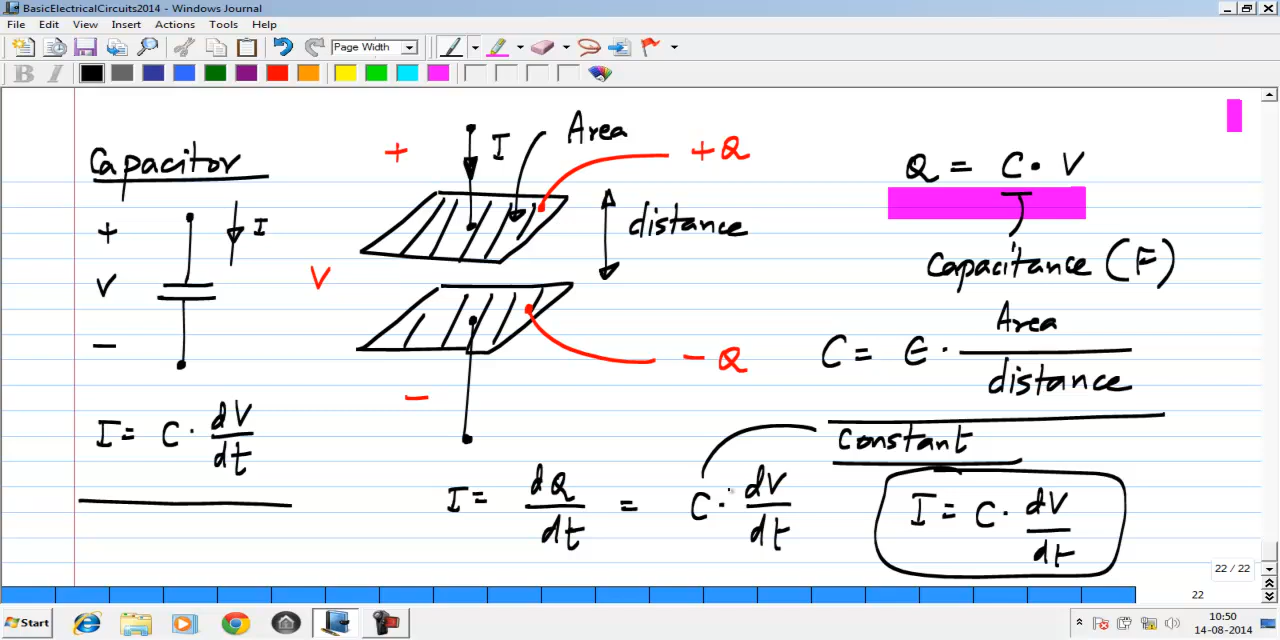 BasicElectricalCircuits2014 - Windows Journal
File Edit View Insert Actions Tools Help
Page Width
B I
Capacitor
+
V
−
I
I = C · dV/dt
+
V
−
I
Area
+Q
distance
−Q
Q = C · V
Capacitance (F)
C = ε · Area/distance
Constant
I = dQ/dt = C · dV/dt
I = C · dV/dt
22 / 22
22
Start
10:50
14-08-2014